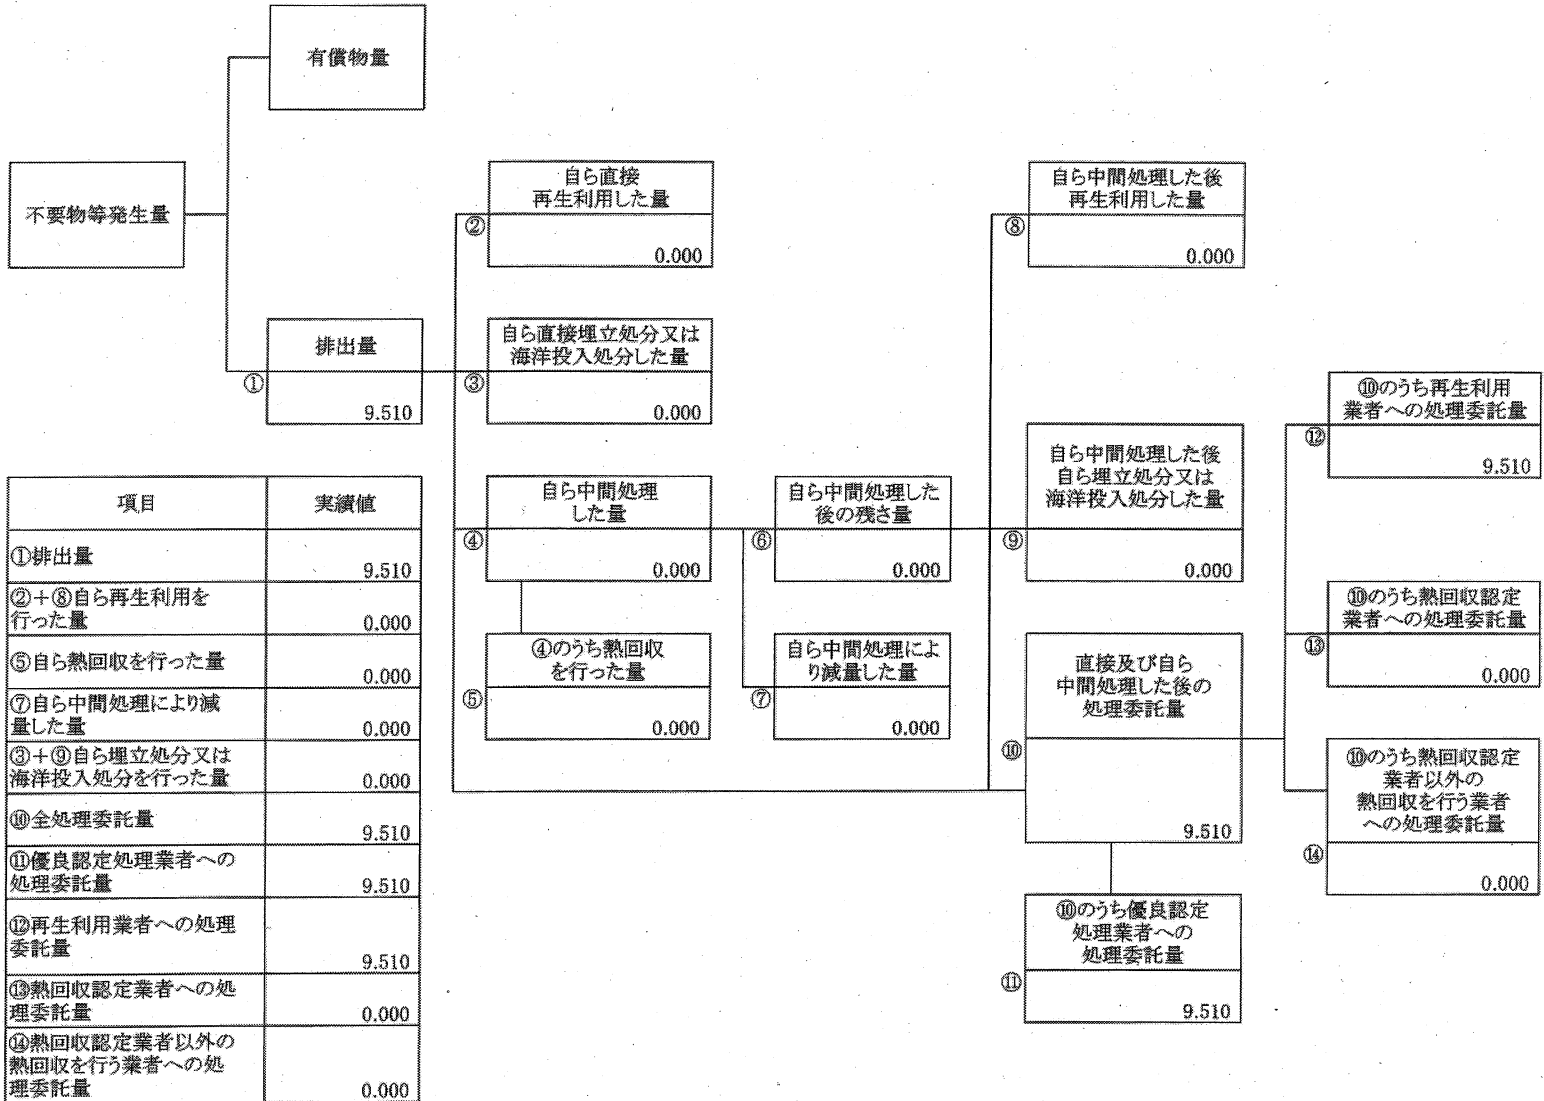 有償物量
不要物等発生量
排出量
①
9.510
自ら直接
再生利用した量
②
0.000
自ら直接埋立処分又は
海洋投入処分した量
③
0.000
自ら中間処理
した量
④
0.000
④のうち熱回収
を行った量
⑤
0.000
自ら中間処理した
後の残さ量
⑥
0.000
自ら中間処理によ
り減量した量
⑦
0.000
自ら中間処理した後
再生利用した量
⑧
0.000
自ら中間処理した後
自ら埋立処分又は
海洋投入処分した量
⑨
0.000
直接及び自ら
中間処理した後の
処理委託量
⑩
9.510
⑩のうち優良認定
処理業者への
処理委託量
⑪
9.510
⑩のうち再生利用
業者への処理委託量
⑫
9.510
⑩のうち熱回収認定
業者への処理委託量
⑬
0.000
⑩のうち熱回収認定
業者以外の
熱回収を行う業者
への処理委託量
⑭
0.000
項目 実績値
①排出量 9.510
②+⑧自ら再生利用を
行った量 0.000
⑤自ら熱回収を行った量 0.000
⑦自ら中間処理により減
量した量 0.000
③+⑨自ら埋立処分又は
海洋投入処分を行った量 0.000
⑩全処理委託量 9.510
⑪優良認定処理業者への
処理委託量 9.510
⑫再生利用業者への処理
委託量 9.510
⑬熱回収認定業者への処
理委託量 0.000
⑭熱回収認定業者以外の
熱回収を行う業者への処
理委託量 0.000